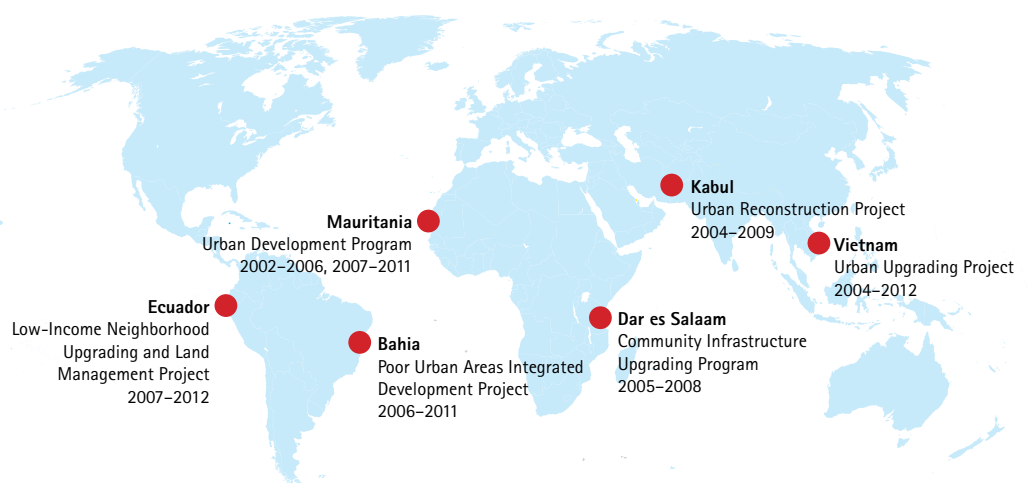 Kabul
Urban Reconstruction Project
2004–2009
Mauritania
Urban Development Program
2002–2006, 2007–2011
Vietnam
Urban Upgrading Project
2004–2012
Ecuador
Low-Income Neighborhood
Upgrading and Land
Management Project
2007–2012
Dar es Salaam
Community Infrastructure
Upgrading Program
2005–2008
Bahia
Poor Urban Areas Integrated
Development Project
2006–2011